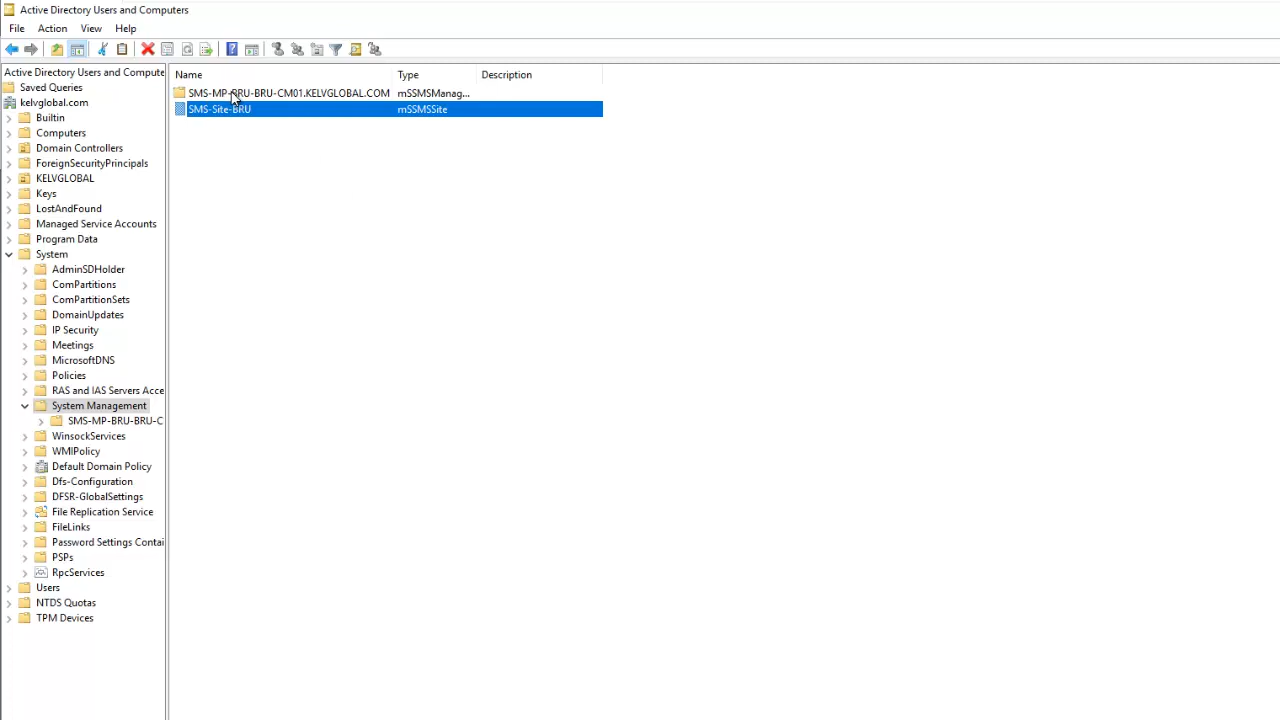 Active Directory Users and Computers
File Action View Help
Active Directory Users and Compute
Saved Queries
kelvglobal.com
Builtin
Computers
Domain Controllers
ForeignSecurityPrincipals
KELVGLOBAL
Keys
LostAndFound
Managed Service Accounts
Program Data
System
AdminSDHolder
ComPartitions
ComPartitionSets
DomainUpdates
IP Security
Meetings
MicrosoftDNS
Policies
RAS and IAS Servers Acce
System Management
SMS-MP-BRU-BRU-C
WinsockServices
WMIPolicy
Default Domain Policy
Dfs-Configuration
DFSR-GlobalSettings
File Replication Service
FileLinks
Password Settings Contai
PSPs
RpcServices
Users
NTDS Quotas
TPM Devices
Name Type Description
SMS-MP-BRU-BRU-CM01.KELVGLOBAL.COM mSSMSManag...
SMS-Site-BRU mSSMSSite